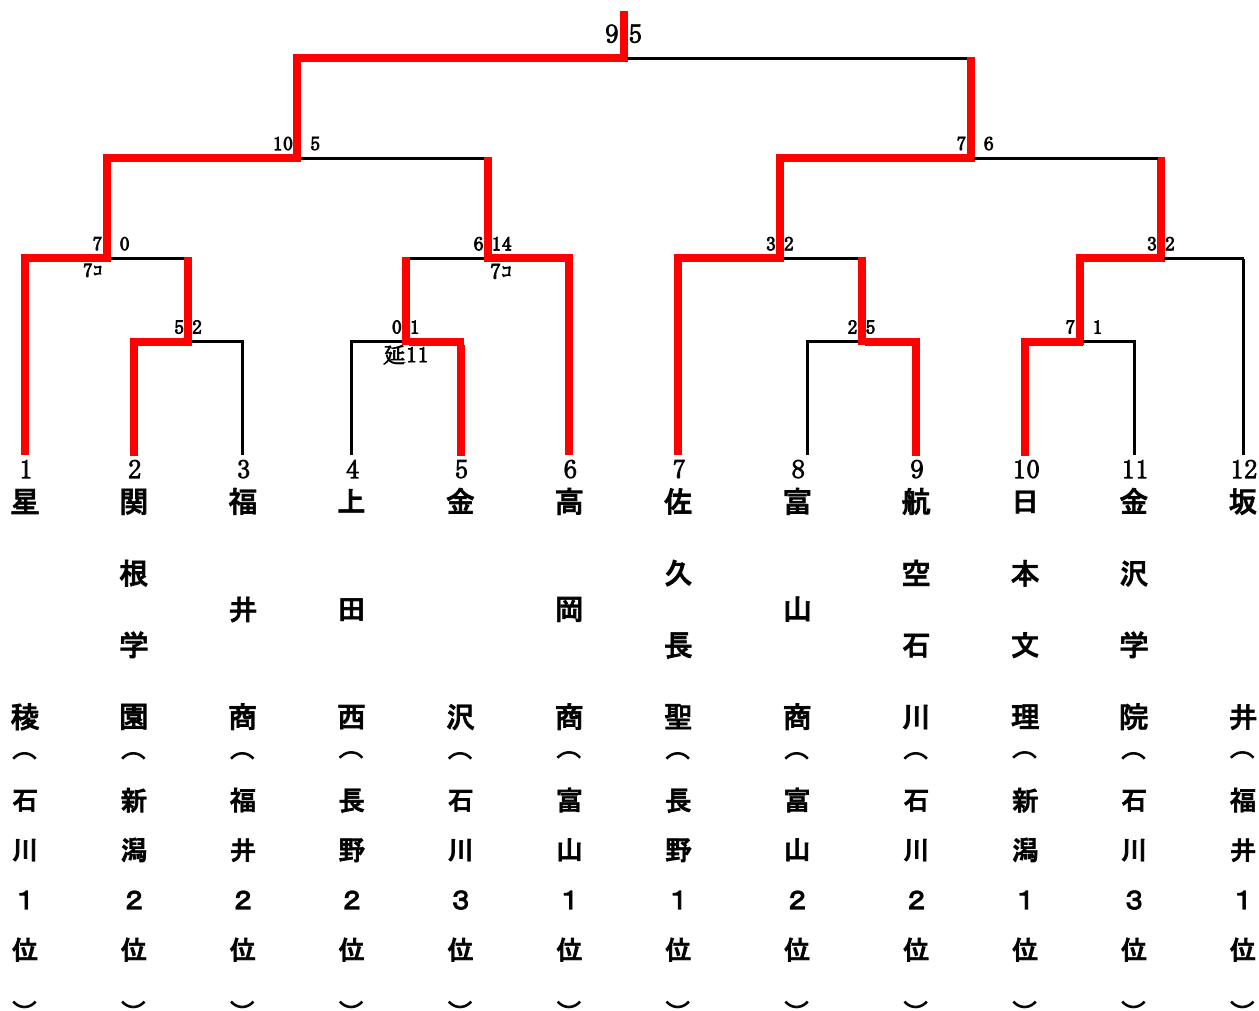 9 5
10 5
7 6
7 0
7コ
6 14
7コ
3 2
3 2
5 2
0 1
延11
2 5
7 1
1
星稜（石川1位）
2
関根学園（新潟2位）
3
福井商（福井2位）
4
上田西（長野2位）
5
金沢（石川3位）
6
高岡商（富山1位）
7
佐久長聖（長野1位）
8
富山商（富山2位）
9
航空石川（石川2位）
10
日本文理（新潟1位）
11
金沢学院（石川3位）
12
坂井（福井1位）